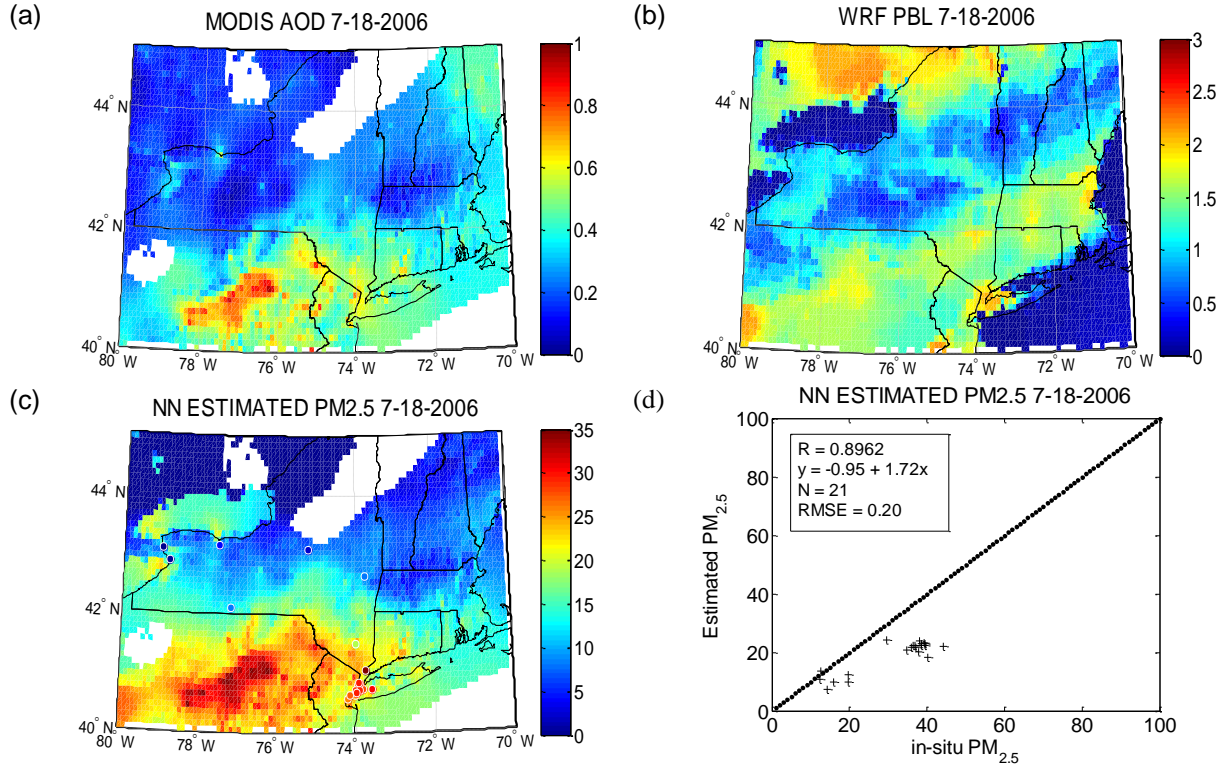 (a)
MODIS AOD 7-18-2006
44° N
42° N
40° N
80° W
78° W
76° W
74° W
72° W
70° W
1
0.8
0.6
0.4
0.2
0
(b)
WRF PBL 7-18-2006
44° N
42° N
40° N
80° W
78° W
76° W
74° W
72° W
70° W
3
2.5
2
1.5
1
0.5
0
(c)
NN ESTIMATED PM2.5 7-18-2006
44° N
42° N
40° N
80° W
78° W
76° W
74° W
72° W
70° W
35
30
25
20
15
10
5
0
(d)
NN ESTIMATED PM2.5 7-18-2006
R = 0.8962
y = -0.95 + 1.72x
N = 21
RMSE = 0.20
Estimated PM2.5
100
80
60
40
20
0
0 20 40 60 80 100
in-situ PM2.5